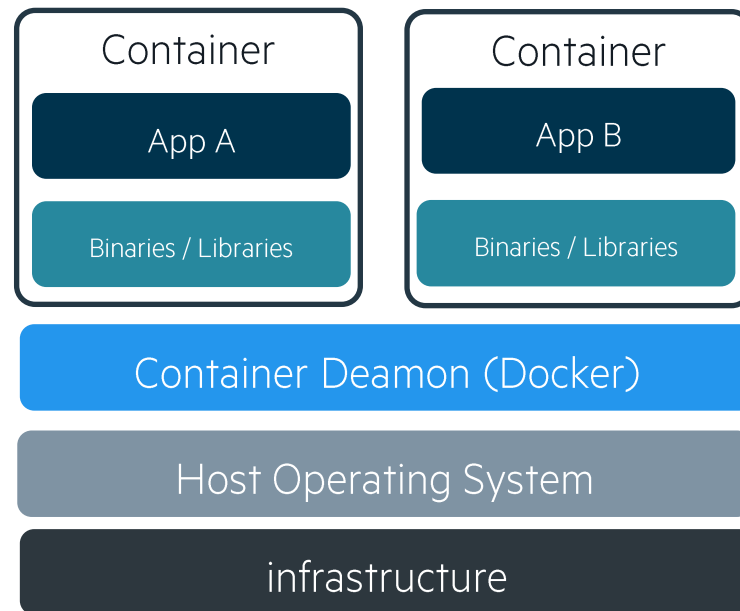 Container
App A
Binaries / Libraries
Container
App B
Binaries / Libraries
Container Deamon (Docker)
Host Operating System
infrastructure